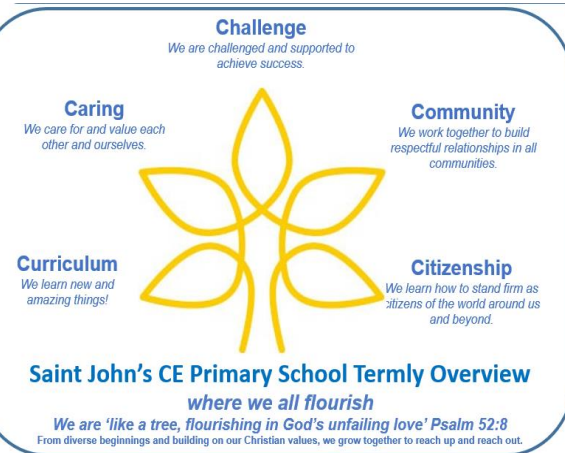 Challenge
We are challenged and supported to
achieve success.
Caring
We care for and value each
other and ourselves.
Community
We work together to build
respectful relationships in all
communities.
Curriculum
We learn new and
amazing things!
Citizenship
We learn how to stand firm as
citizens of the world around us
and beyond.
Saint John's CE Primary School Termly Overview
where we all flourish
We are 'like a tree, flourishing in God's unfailing love' Psalm 52:8
From diverse beginnings and building on our Christian values, we grow together to reach up and reach out.